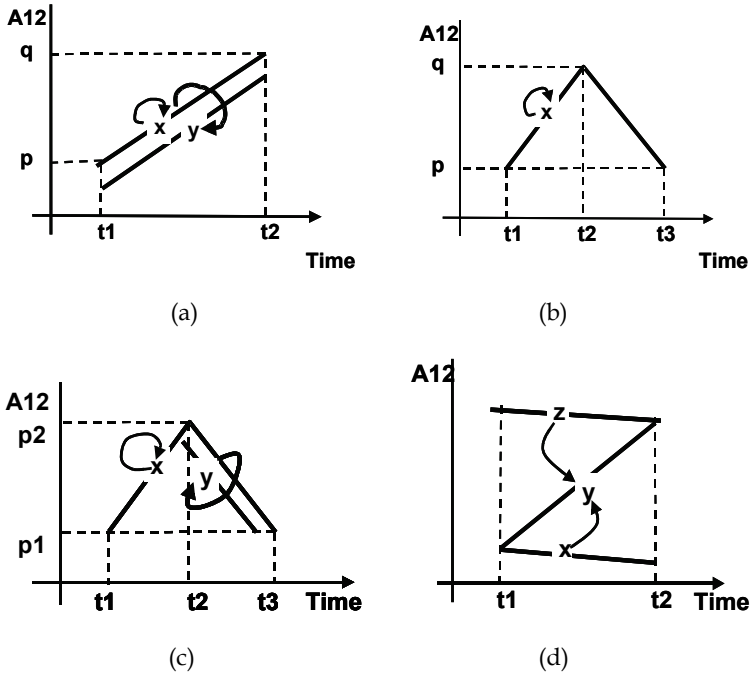 A12
q
x
y
p
t1 t2
Time
(a)
A12
q
x
p
t1 t2 t3
Time
(b)
A12
p2
x
y
p1
t1 t2 t3 Time
(c)
A12
z
y
x
t1 t2 Time
(d)